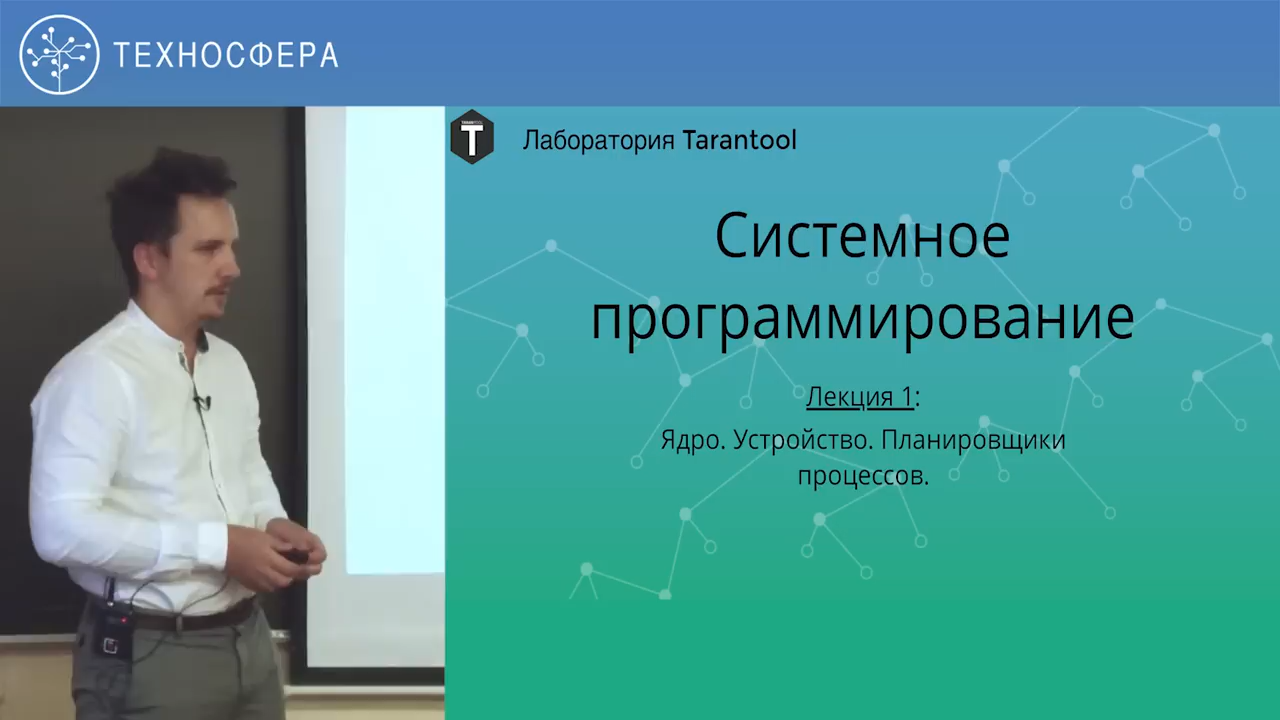 ТЕХНОСФЕРА
Лаборатория Tarantool
Системное
программирование
Лекция 1:
Ядро. Устройство. Планировщики
процессов.